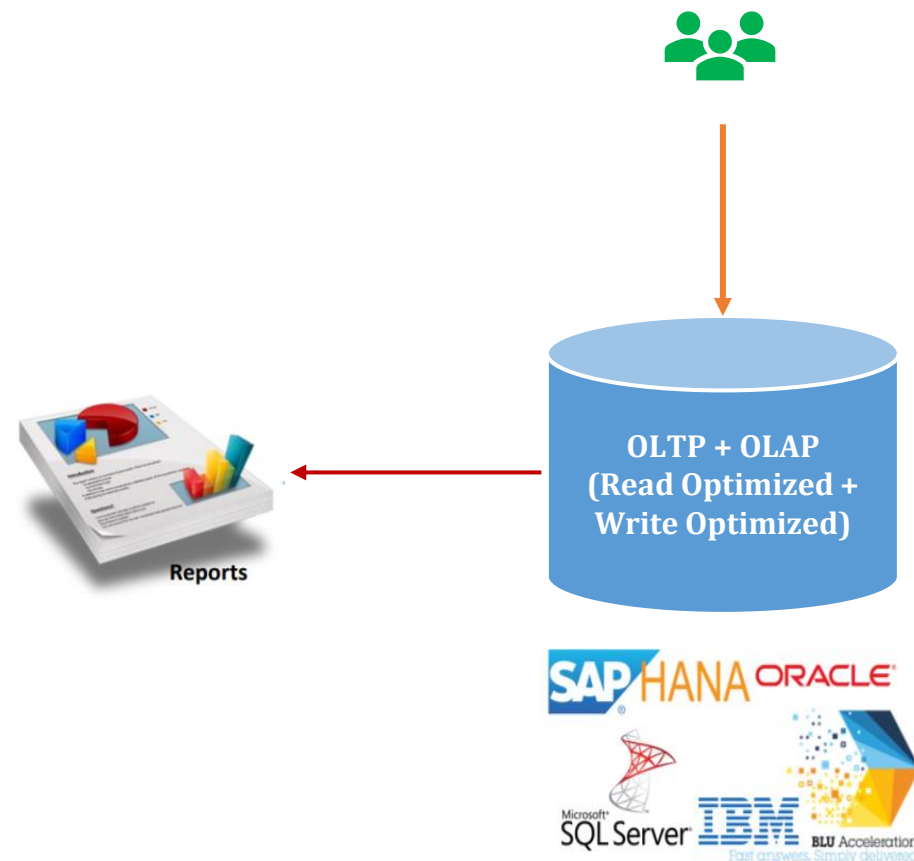 OLTP + OLAP
(Read Optimized +
Write Optimized)
Introduction
Reports
SAP HANA ORACLE
Microsoft®
SQL Server
IBM
BLU Acceleration
Fast answers. Simply delivered